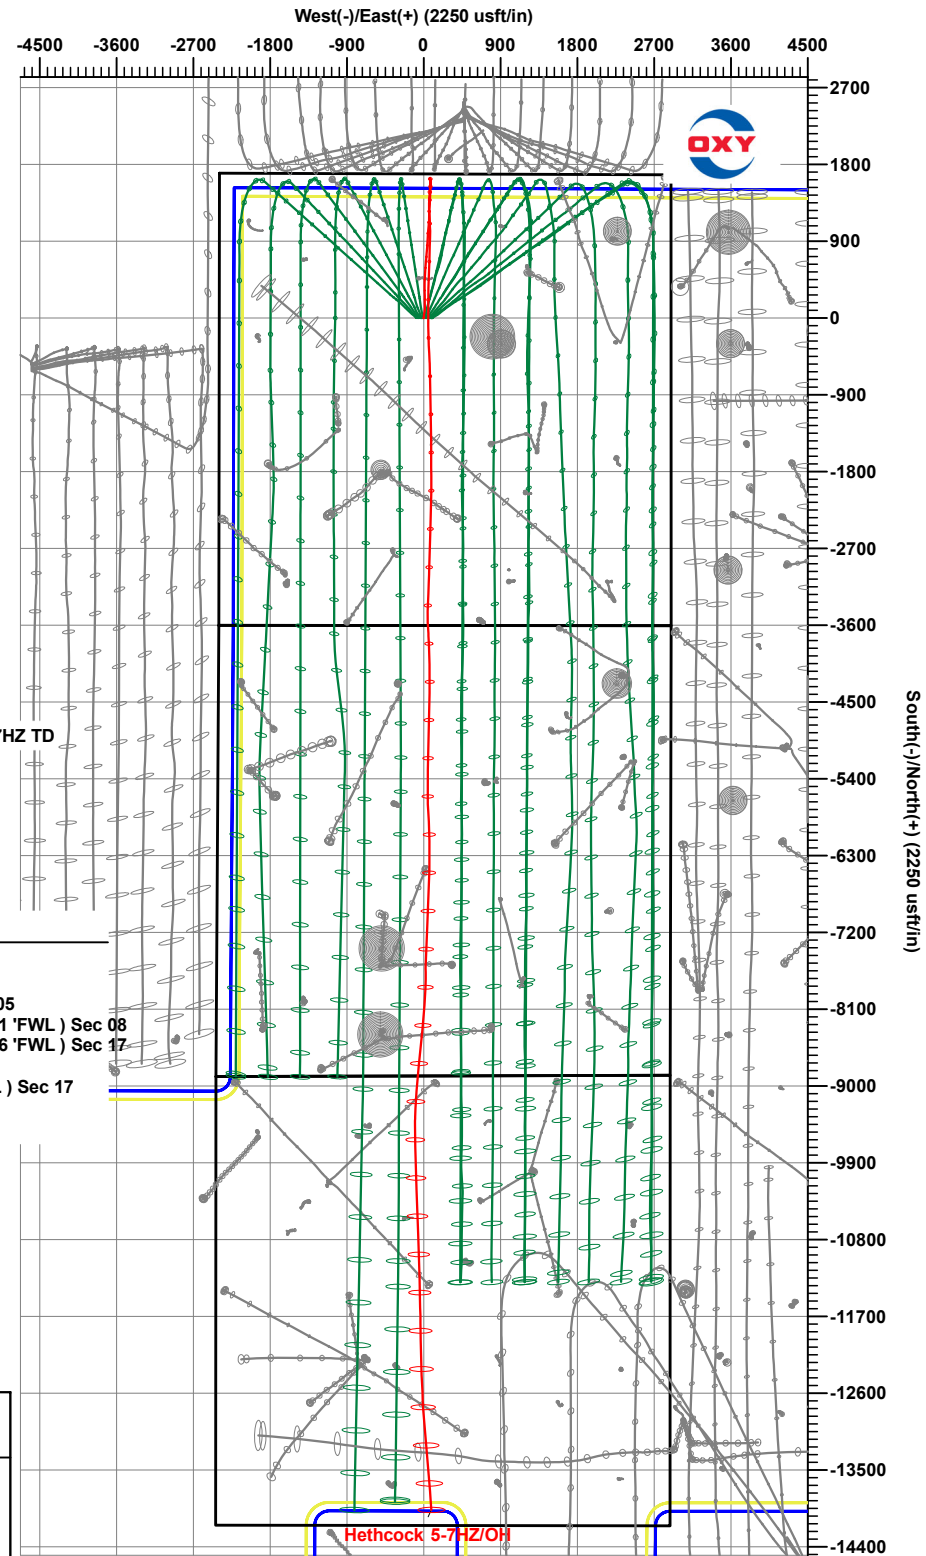 West(-)/East(+) (2250 usft/in)
-4500 -3600 -2700 -1800 -900 0 900 1800 2700 3600 4500
2700
OXY
1800
900
0
-900
-1800
-2700
-3600
-4500
South(-)/North(+) (2250 usft/in)
7HZ TD
-5400
-6300
-7200
-8100
05
1 'FWL ) Sec 08
6 'FWL ) Sec 17
-9000
L ) Sec 17
-9900
-10800
-11700
-12600
-13500
Hethcock 5-7HZ/OH
-14400